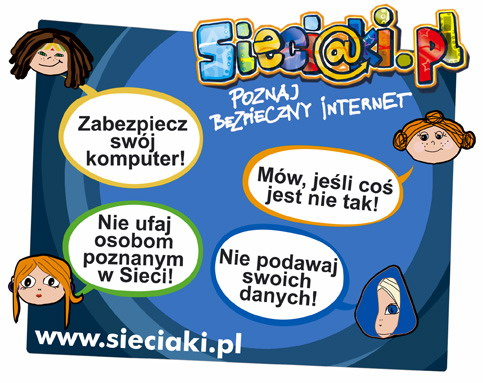 Sieci@ki.pl
POZNAJ
BEZPIECZNY INTERNET
Zabezpiecz
swój
komputer!
Mów, jeśli coś
jest nie tak!
Nie ufaj
osobom
poznanym
w Sieci!
Nie podawaj
swoich
danych!
www.sieciaki.pl